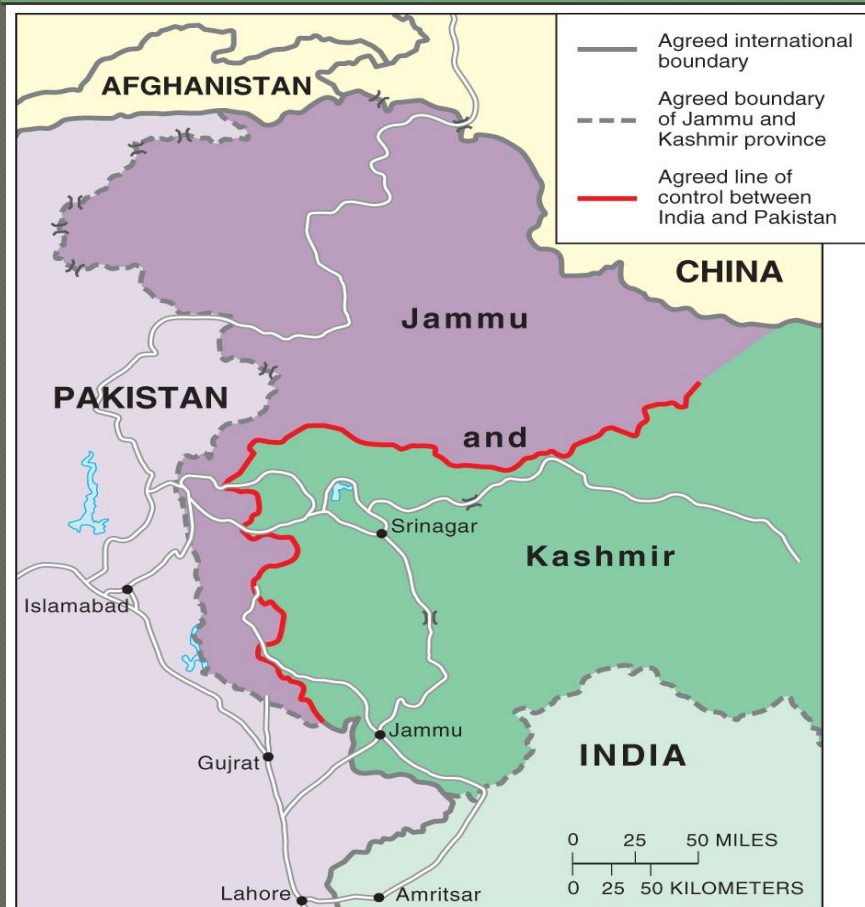 Agreed international
boundary
Agreed boundary
of Jammu and
Kashmir province
Agreed line of
control between
India and Pakistan
AFGHANISTAN
CHINA
Jammu
PAKISTAN
and
Srinagar
Kashmir
Islamabad
Jammu
INDIA
Gujrat
0 25 50 MILES
0 25 50 KILOMETERS
Lahore
Amritsar